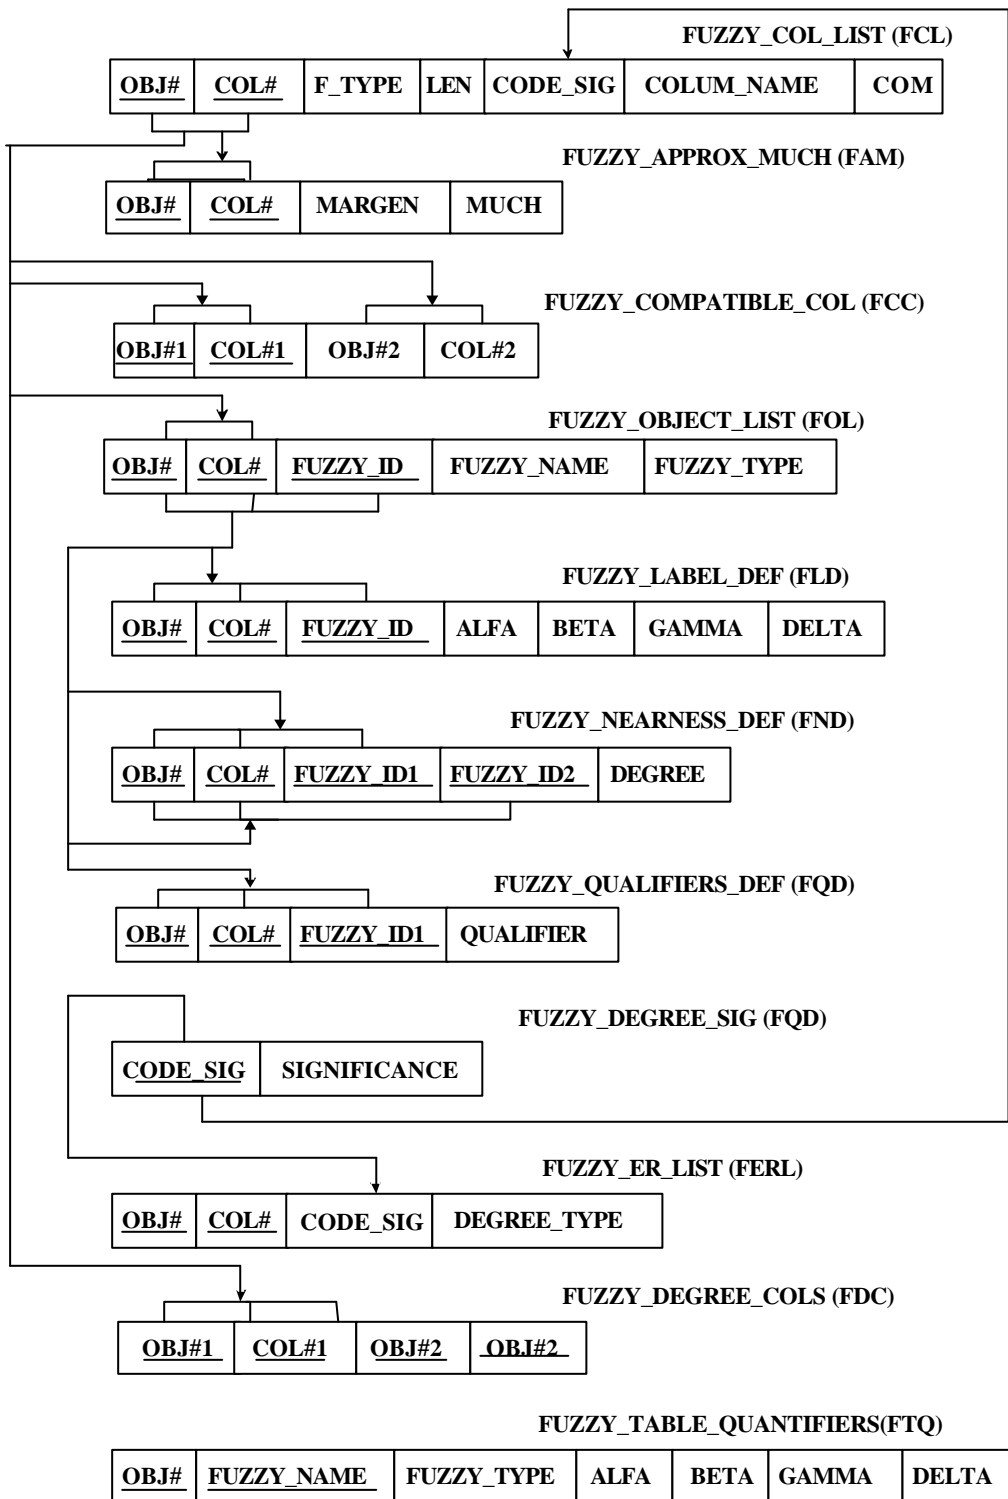 FUZZY_COL_LIST (FCL)
OBJ# COL# F_TYPE LEN CODE_SIG COLUM_NAME COM
FUZZY_APPROX_MUCH (FAM)
OBJ# COL# MARGEN MUCH
FUZZY_COMPATIBLE_COL (FCC)
OBJ#1 COL#1 OBJ#2 COL#2
FUZZY_OBJECT_LIST (FOL)
OBJ# COL# FUZZY_ID FUZZY_NAME FUZZY_TYPE
FUZZY_LABEL_DEF (FLD)
OBJ# COL# FUZZY_ID ALFA BETA GAMMA DELTA
FUZZY_NEARNESS_DEF (FND)
OBJ# COL# FUZZY_ID1 FUZZY_ID2 DEGREE
FUZZY_QUALIFIERS_DEF (FQD)
OBJ# COL# FUZZY_ID1 QUALIFIER
FUZZY_DEGREE_SIG (FQD)
CODE_SIG SIGNIFICANCE
FUZZY_ER_LIST (FERL)
OBJ# COL# CODE_SIG DEGREE_TYPE
FUZZY_DEGREE_COLS (FDC)
OBJ#1 COL#1 OBJ#2 OBJ#2
FUZZY_TABLE_QUANTIFIERS(FTQ)
OBJ# FUZZY_NAME FUZZY_TYPE ALFA BETA GAMMA DELTA